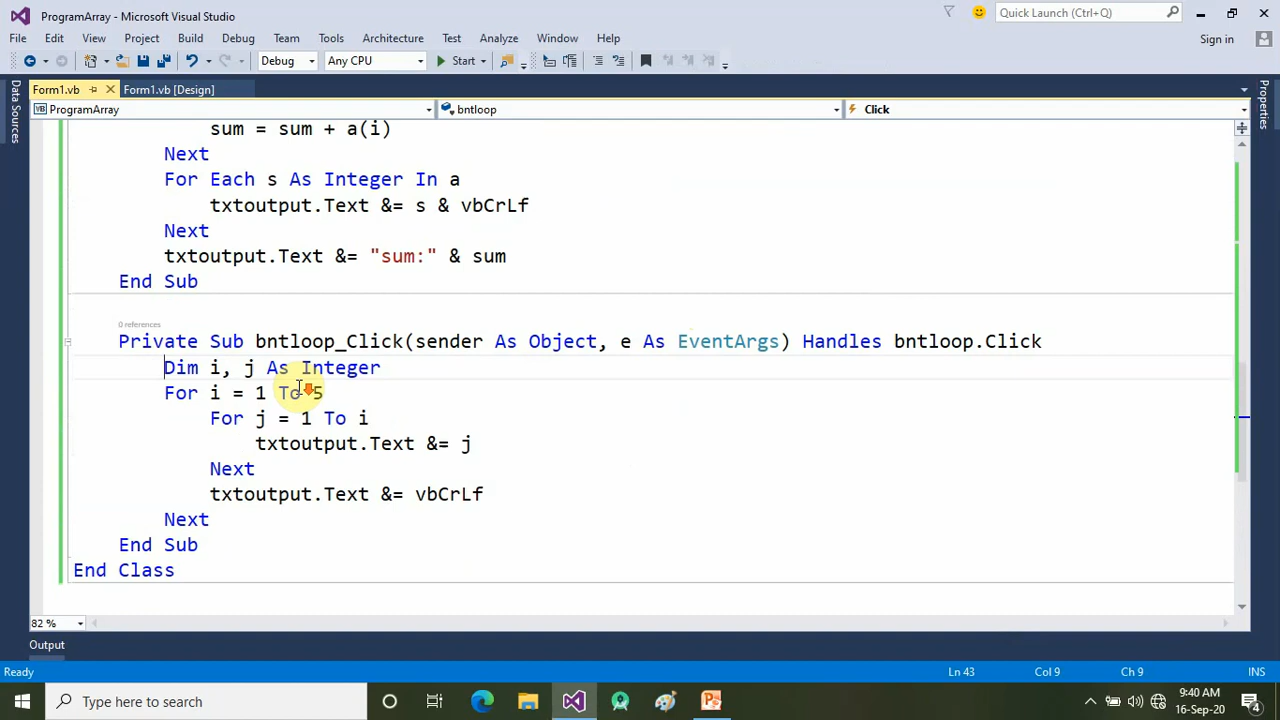 ProgramArray - Microsoft Visual Studio
Quick Launch (Ctrl+Q)
File Edit View Project Build Debug Team Tools Architecture Test Analyze Window Help
Sign in
Debug Any CPU Start
Form1.vb Form1.vb [Design]
Data Sources
Properties
VB ProgramArray bntloop Click
sum = sum + a(i)
Next
For Each s As Integer In a
txtoutput.Text &= s & vbCrLf
Next
txtoutput.Text &= "sum:" & sum
End Sub
0 references
Private Sub bntloop_Click(sender As Object, e As EventArgs) Handles bntloop.Click
Dim i, j As Integer
For i = 1 To 5
For j = 1 To i
txtoutput.Text &= j
Next
txtoutput.Text &= vbCrLf
Next
End Sub
End Class
82 %
Output
Ready Ln 43 Col 9 Ch 9 INS
Type here to search
9:40 AM
16-Sep-20
4